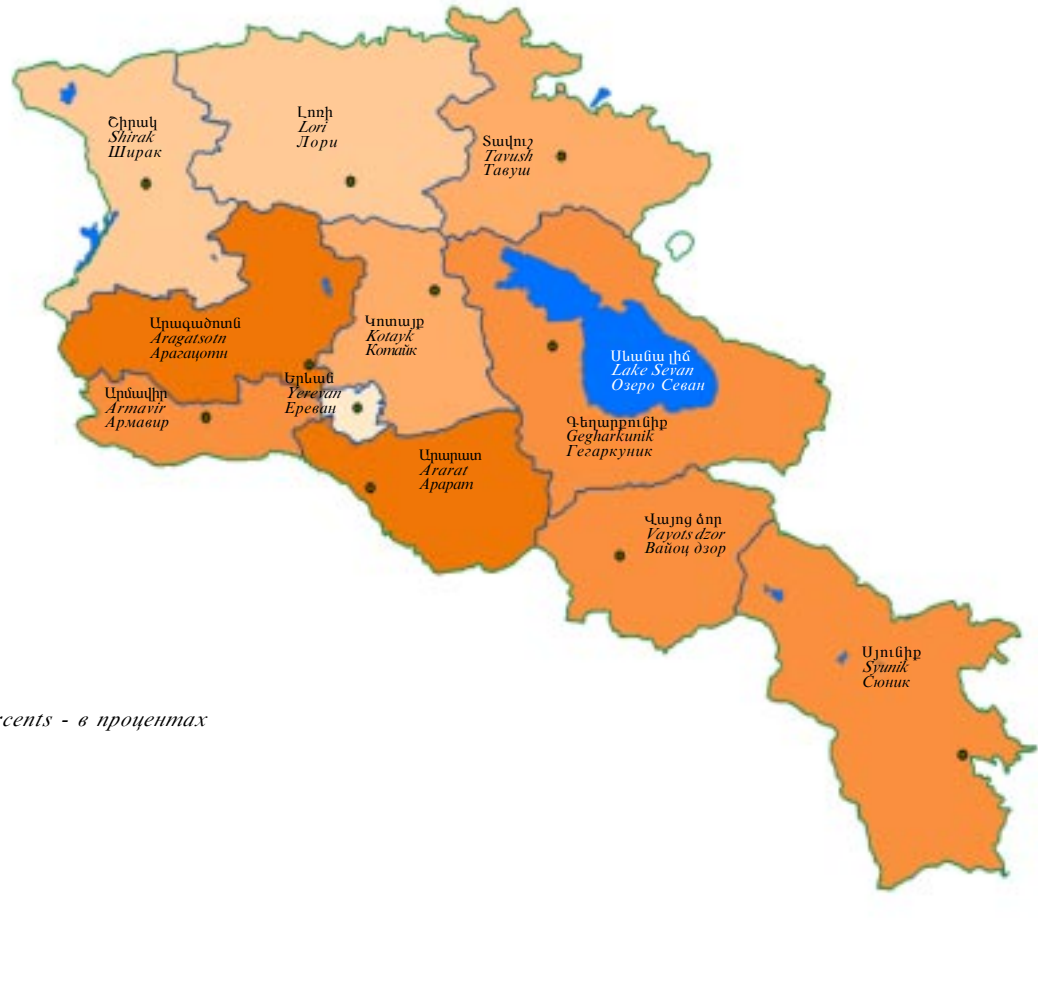 Շիրակ
Shirak
Ширак
Լոռի
Lori
Лори
Տավուշ
Tavush
Тавуш
Արագածոտն
Aragatsotn
Арагацотн
Կոտայք
Kotayk
Котайк
Սևանա լիճ
Lake Sevan
Озеро Севан
Երևան
Yerevan
Ереван
Արմավիր
Armavir
Армавир
Գեղարքունիք
Gegharkunik
Гегаркуник
Արարատ
Ararat
Арарат
Վայոց ձոր
Vayots dzor
Вайоц дзор
Սյունիք
Syunik
Сюник
rcents - в процентах